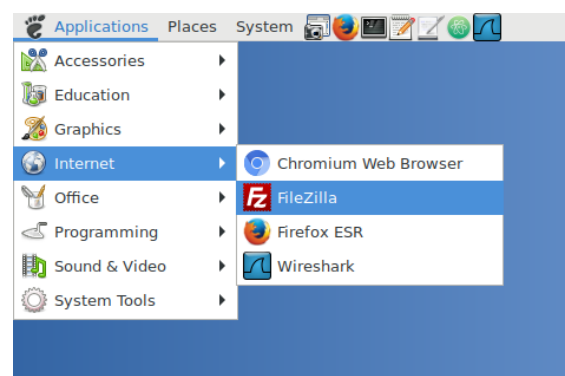 Applications Places System
Accessories
Education
Graphics
Internet
Chromium Web Browser
FileZilla
Firefox ESR
Wireshark
Office
Programming
Sound & Video
System Tools